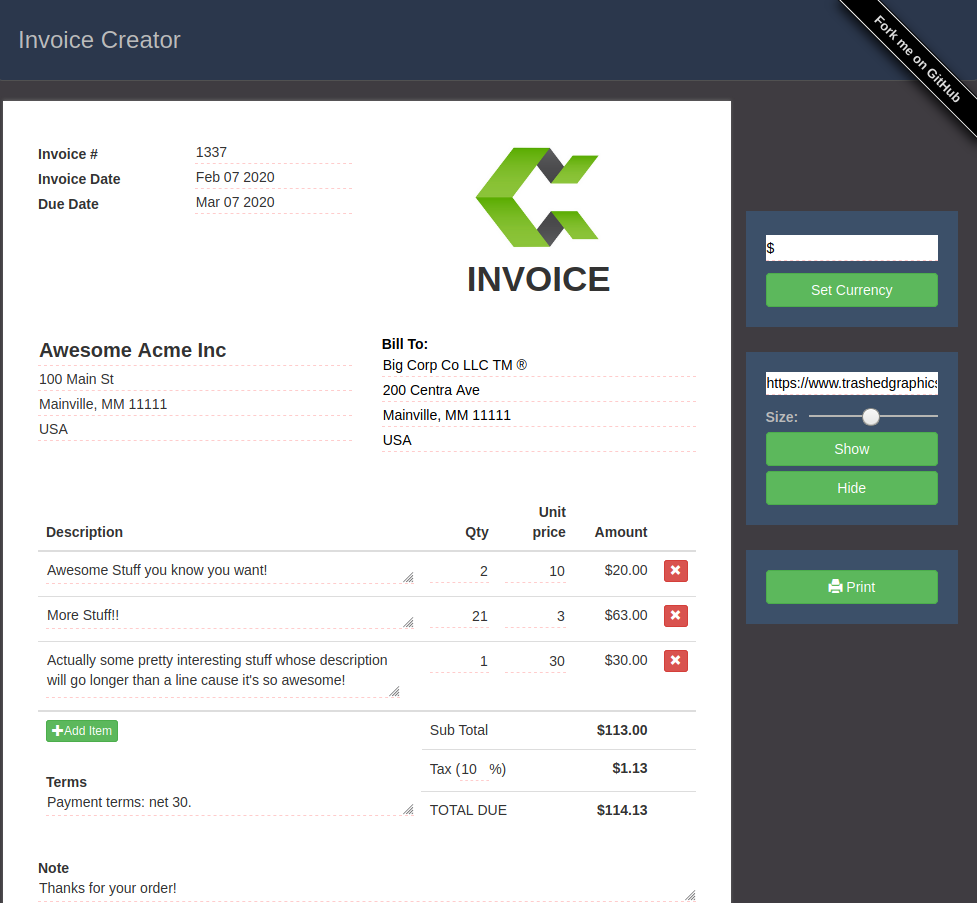 Invoice Creator
Fork me on GitHub
Invoice # 1337
Invoice Date Feb 07 2020
Due Date Mar 07 2020
INVOICE
$
Set Currency
https://www.trashedgraphics
Size:
Show
Hide
Print
Awesome Acme Inc
100 Main St
Mainville, MM 11111
USA
Bill To:
Big Corp Co LLC TM ®
200 Centra Ave
Mainville, MM 11111
USA
Description Qty Unit price Amount
Awesome Stuff you know you want! 2 10 $20.00
More Stuff!! 21 3 $63.00
Actually some pretty interesting stuff whose description 1 30 $30.00
will go longer than a line cause it's so awesome!
Add Item
Sub Total $113.00
Tax (10 %) $1.13
TOTAL DUE $114.13
Terms
Payment terms: net 30.
Note
Thanks for your order!